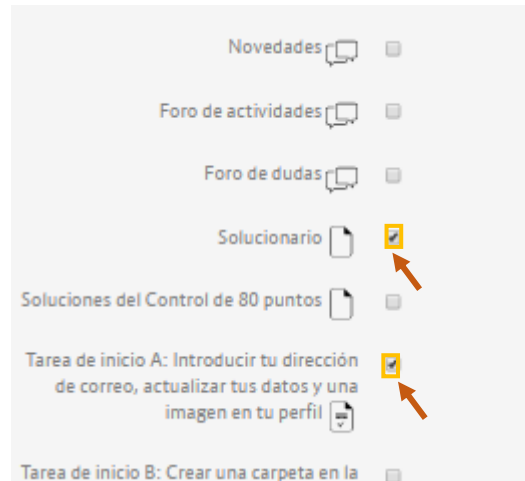 Novedades
Foro de actividades
Foro de dudas
Solucionario
Soluciones del Control de 80 puntos
Tarea de inicio A: Introducir tu dirección
de correo, actualizar tus datos y una
imagen en tu perfil
Tarea de inicio B: Crear una carpeta en la